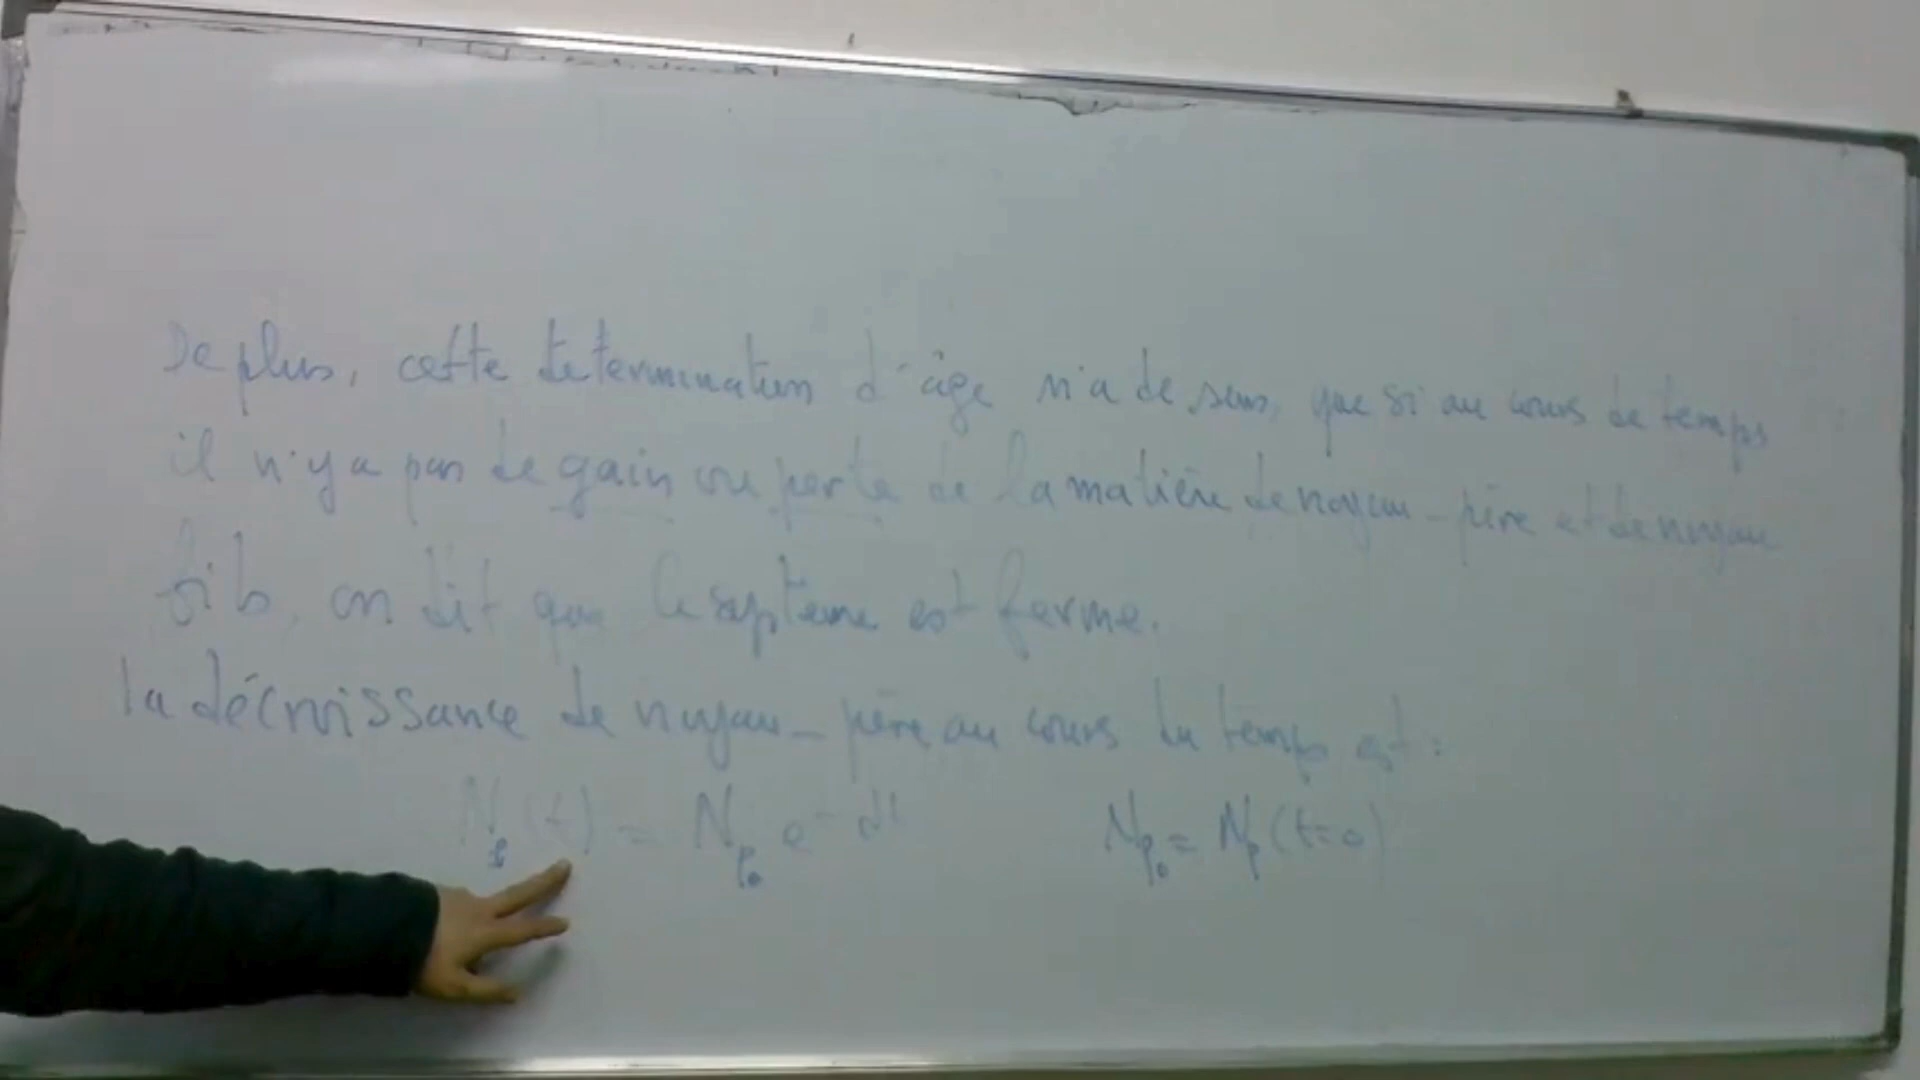 De plus, cette determination d'âge n'a de sens, que si au cours de temps
il n'y a pas de gain ou perte de la matière de noyau - père et de noyau
fils, on dit que le système est fermé.
la décroissance de noyau - père au cours du temps est :
Np(t) = Np₀ e⁻λt Np₀ = Np(t=0)